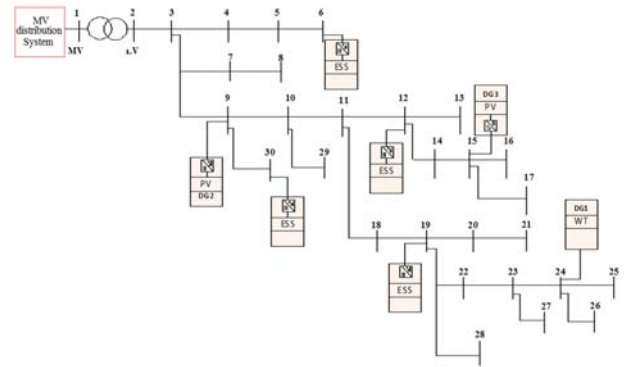 MV
distribution
System
1
MV
2
LV
3
4
5
6
ESS
7
8
9
10
11
12
13
DG3
PV
14
15
16
17
ESS
30
29
PV
DG2
ESS
DG1
WT
18
19
20
21
ESS
22
23
24
25
27
26
28